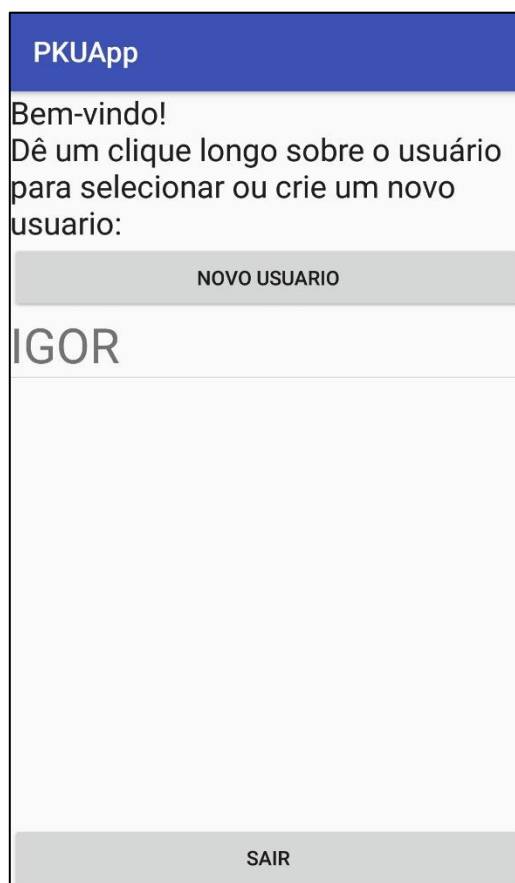 PKUApp
Bem-vindo!
Dê um clique longo sobre o usuário
para selecionar ou crie um novo
usuario:
NOVO USUARIO
IGOR
SAIR